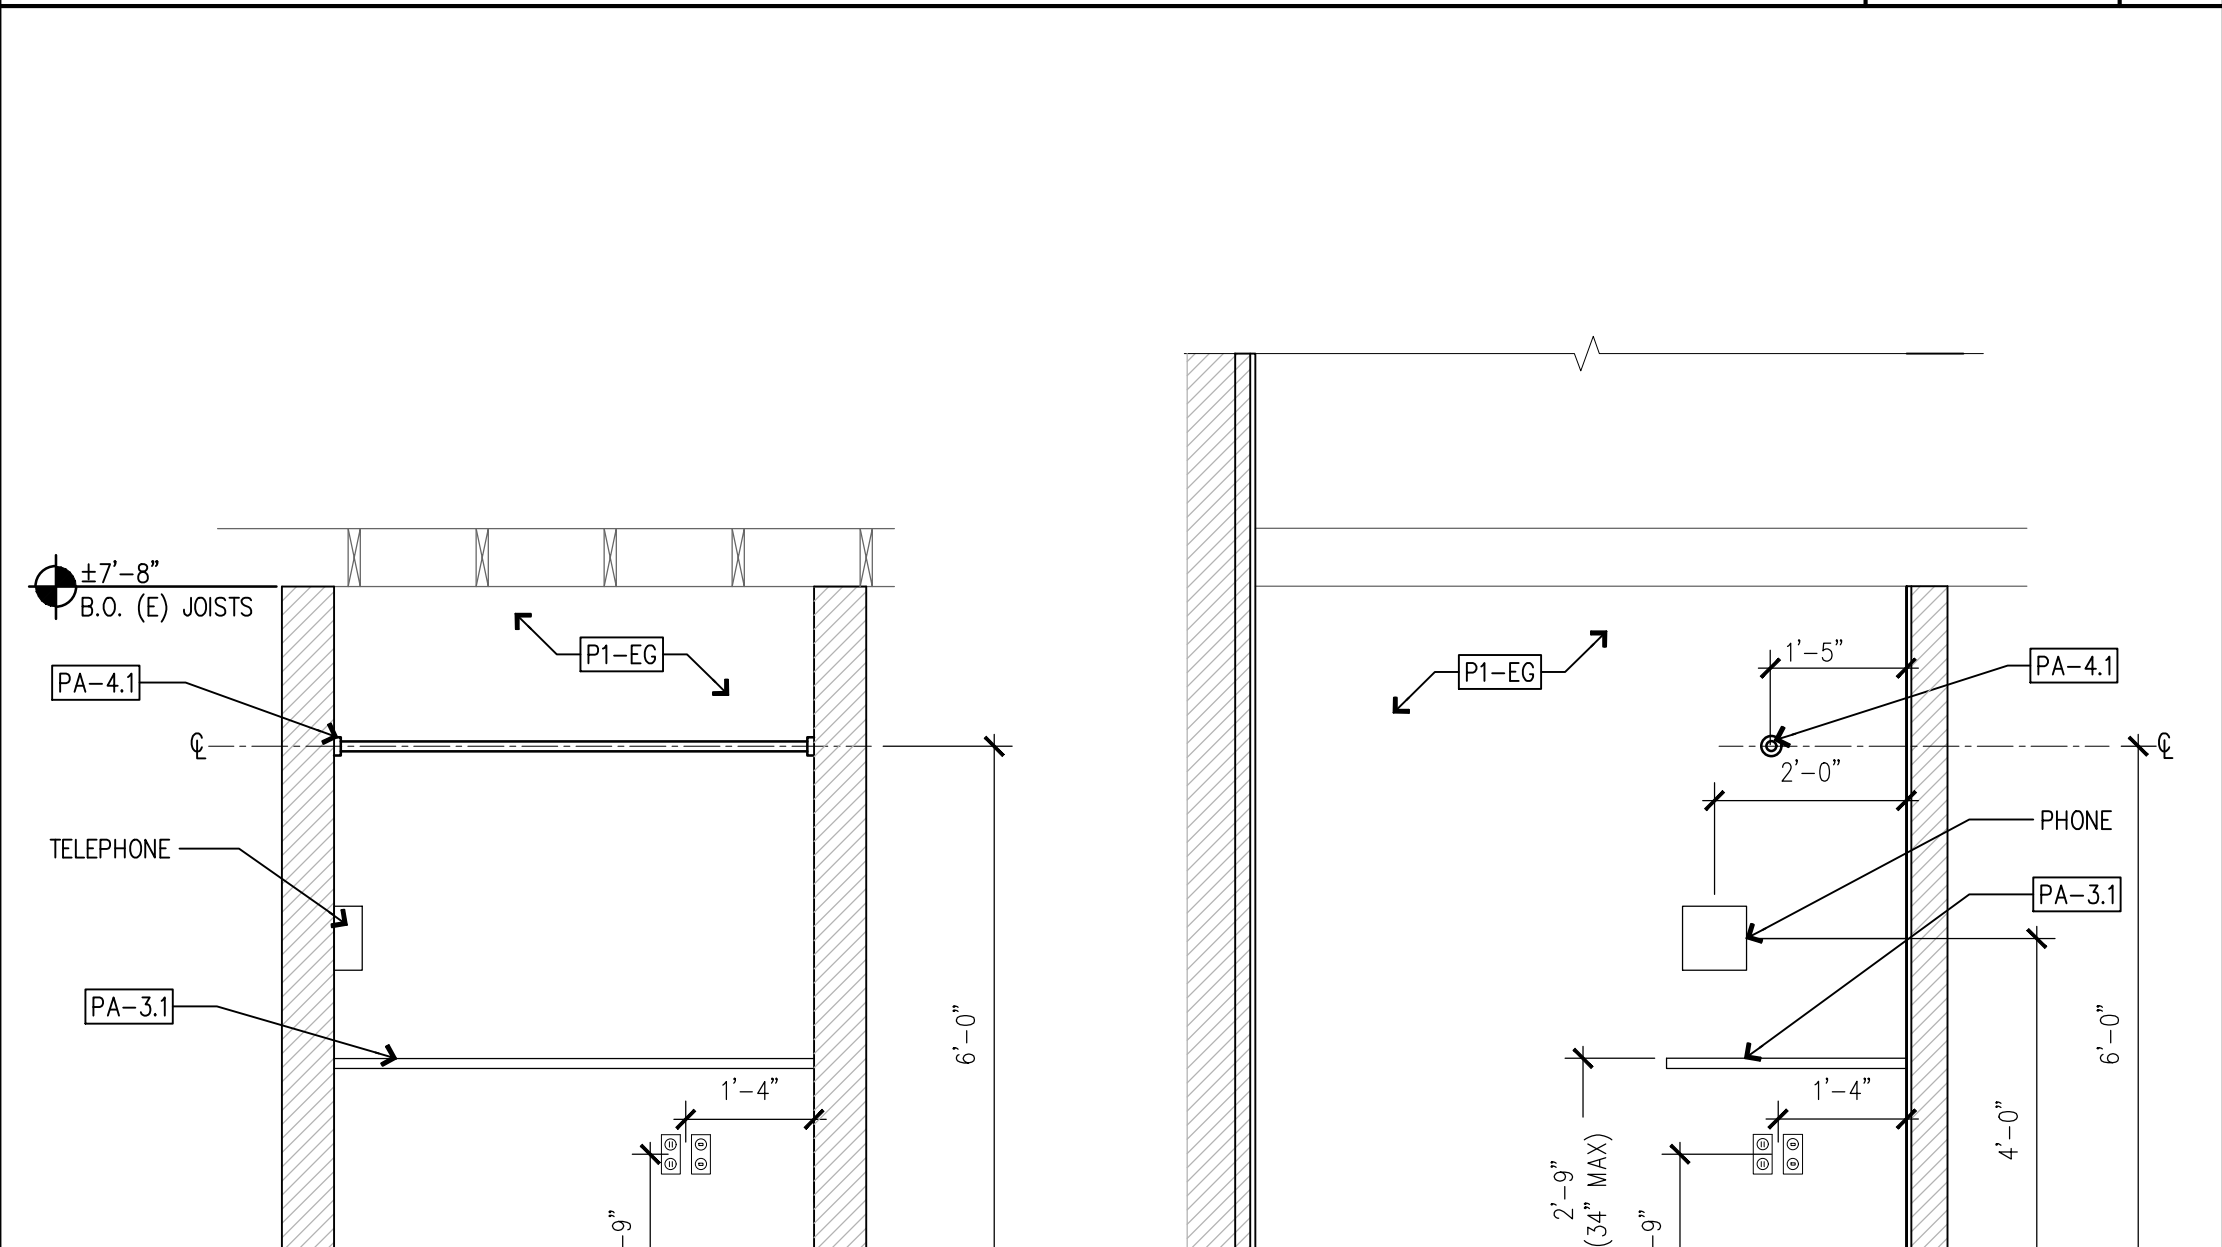 ±7'-8"
B.O. (E) JOISTS
P1-EG
PA-4.1
℄
TELEPHONE
PA-3.1
1'-4"
6'-0"
-9"
P1-EG
1'-5"
PA-4.1
℄
2'-0"
PHONE
PA-3.1
6'-0"
1'-4"
4'-0"
2'-9"
(34" MAX)
-9"